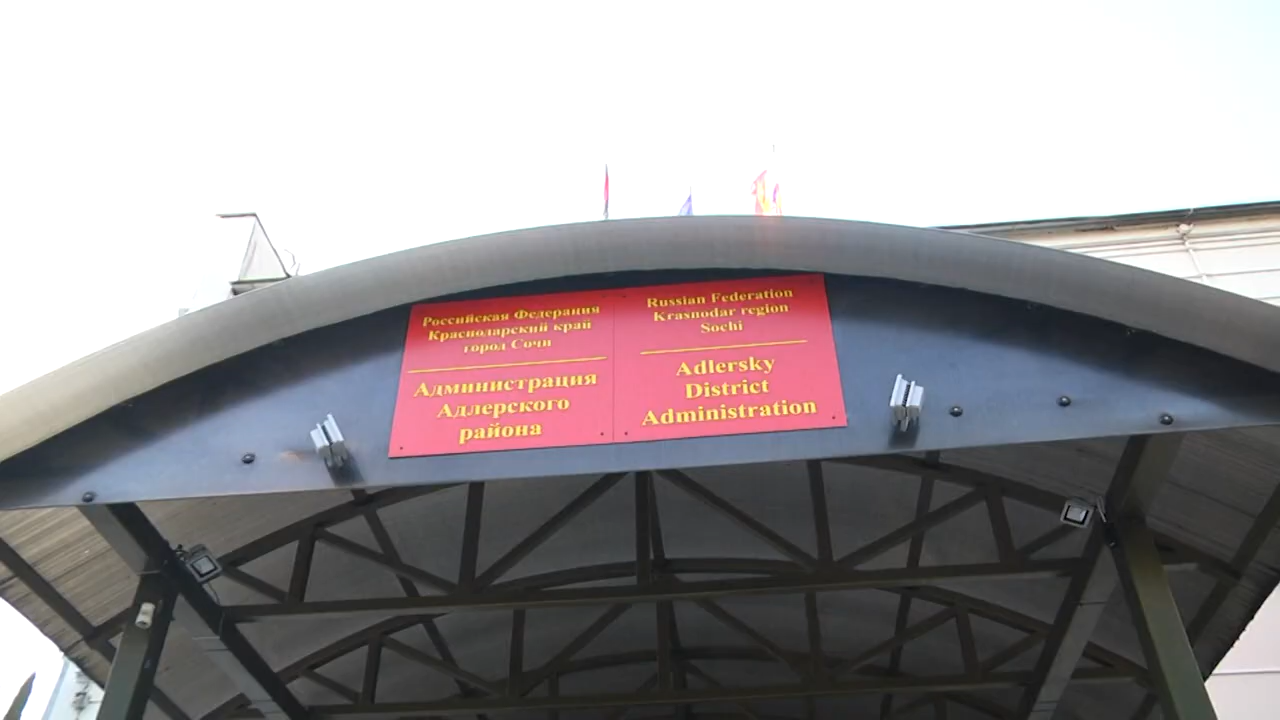 Российская Федерация
Краснодарский край
город Сочи
Администрация
Адлерского
района
Russian Federation
Krasnodar region
Sochi
Adlersky
District
Administration